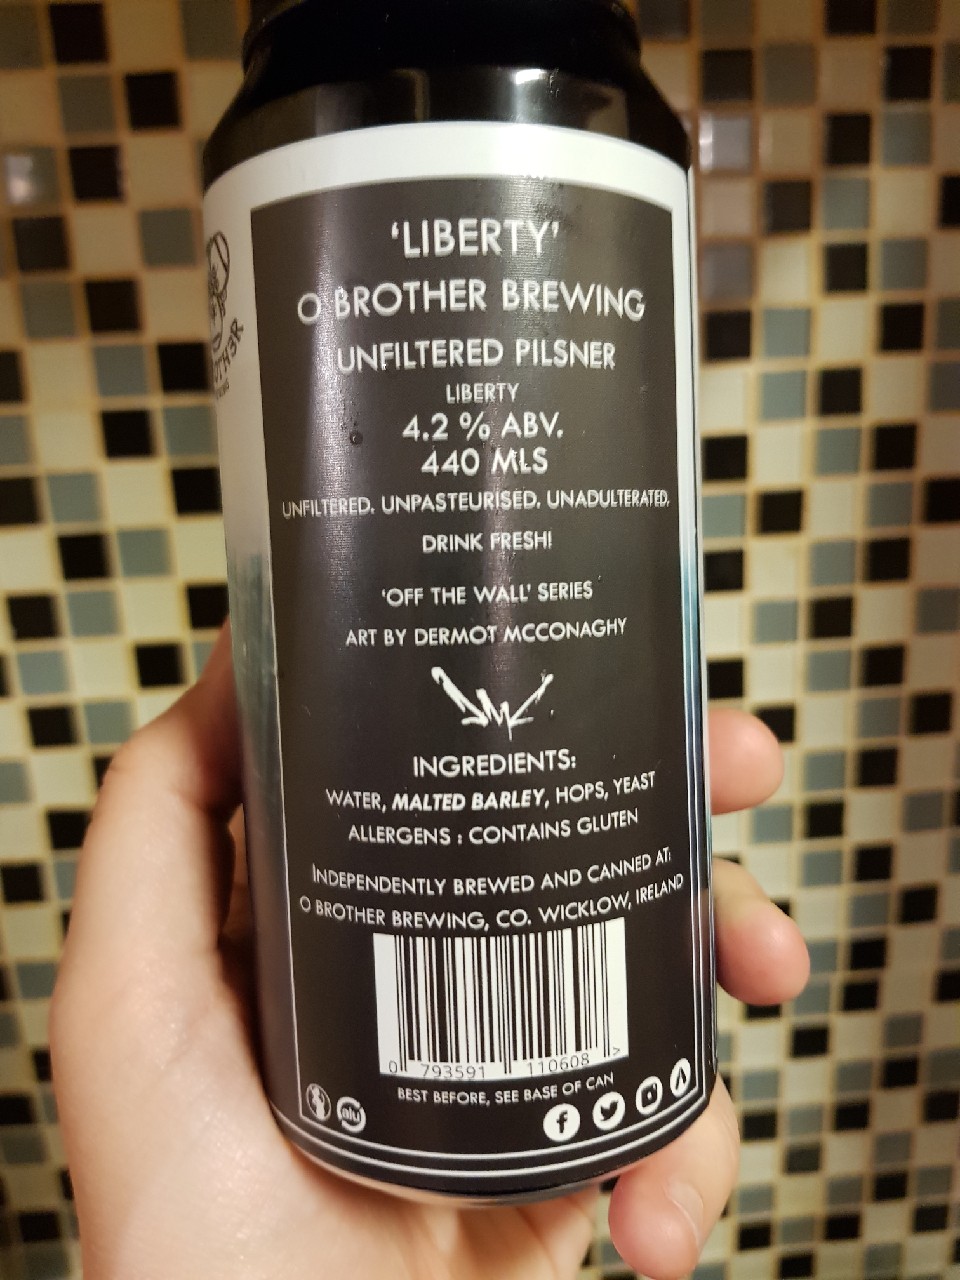 'LIBERTY'
O BROTHER BREWING
UNFILTERED PILSNER
LIBERTY
4.2 % ABV.
440 MLS
UNFILTERED. UNPASTEURISED. UNADULTERATED.
DRINK FRESH!
'OFF THE WALL' SERIES
ART BY DERMOT MCCONAGHY
INGREDIENTS:
WATER, MALTED BARLEY, HOPS, YEAST
ALLERGENS : CONTAINS GLUTEN
INDEPENDENTLY BREWED AND CANNED AT:
O BROTHER BREWING, CO. WICKLOW, IRELAND
0 793591 110608 >
BEST BEFORE, SEE BASE OF CAN
alu